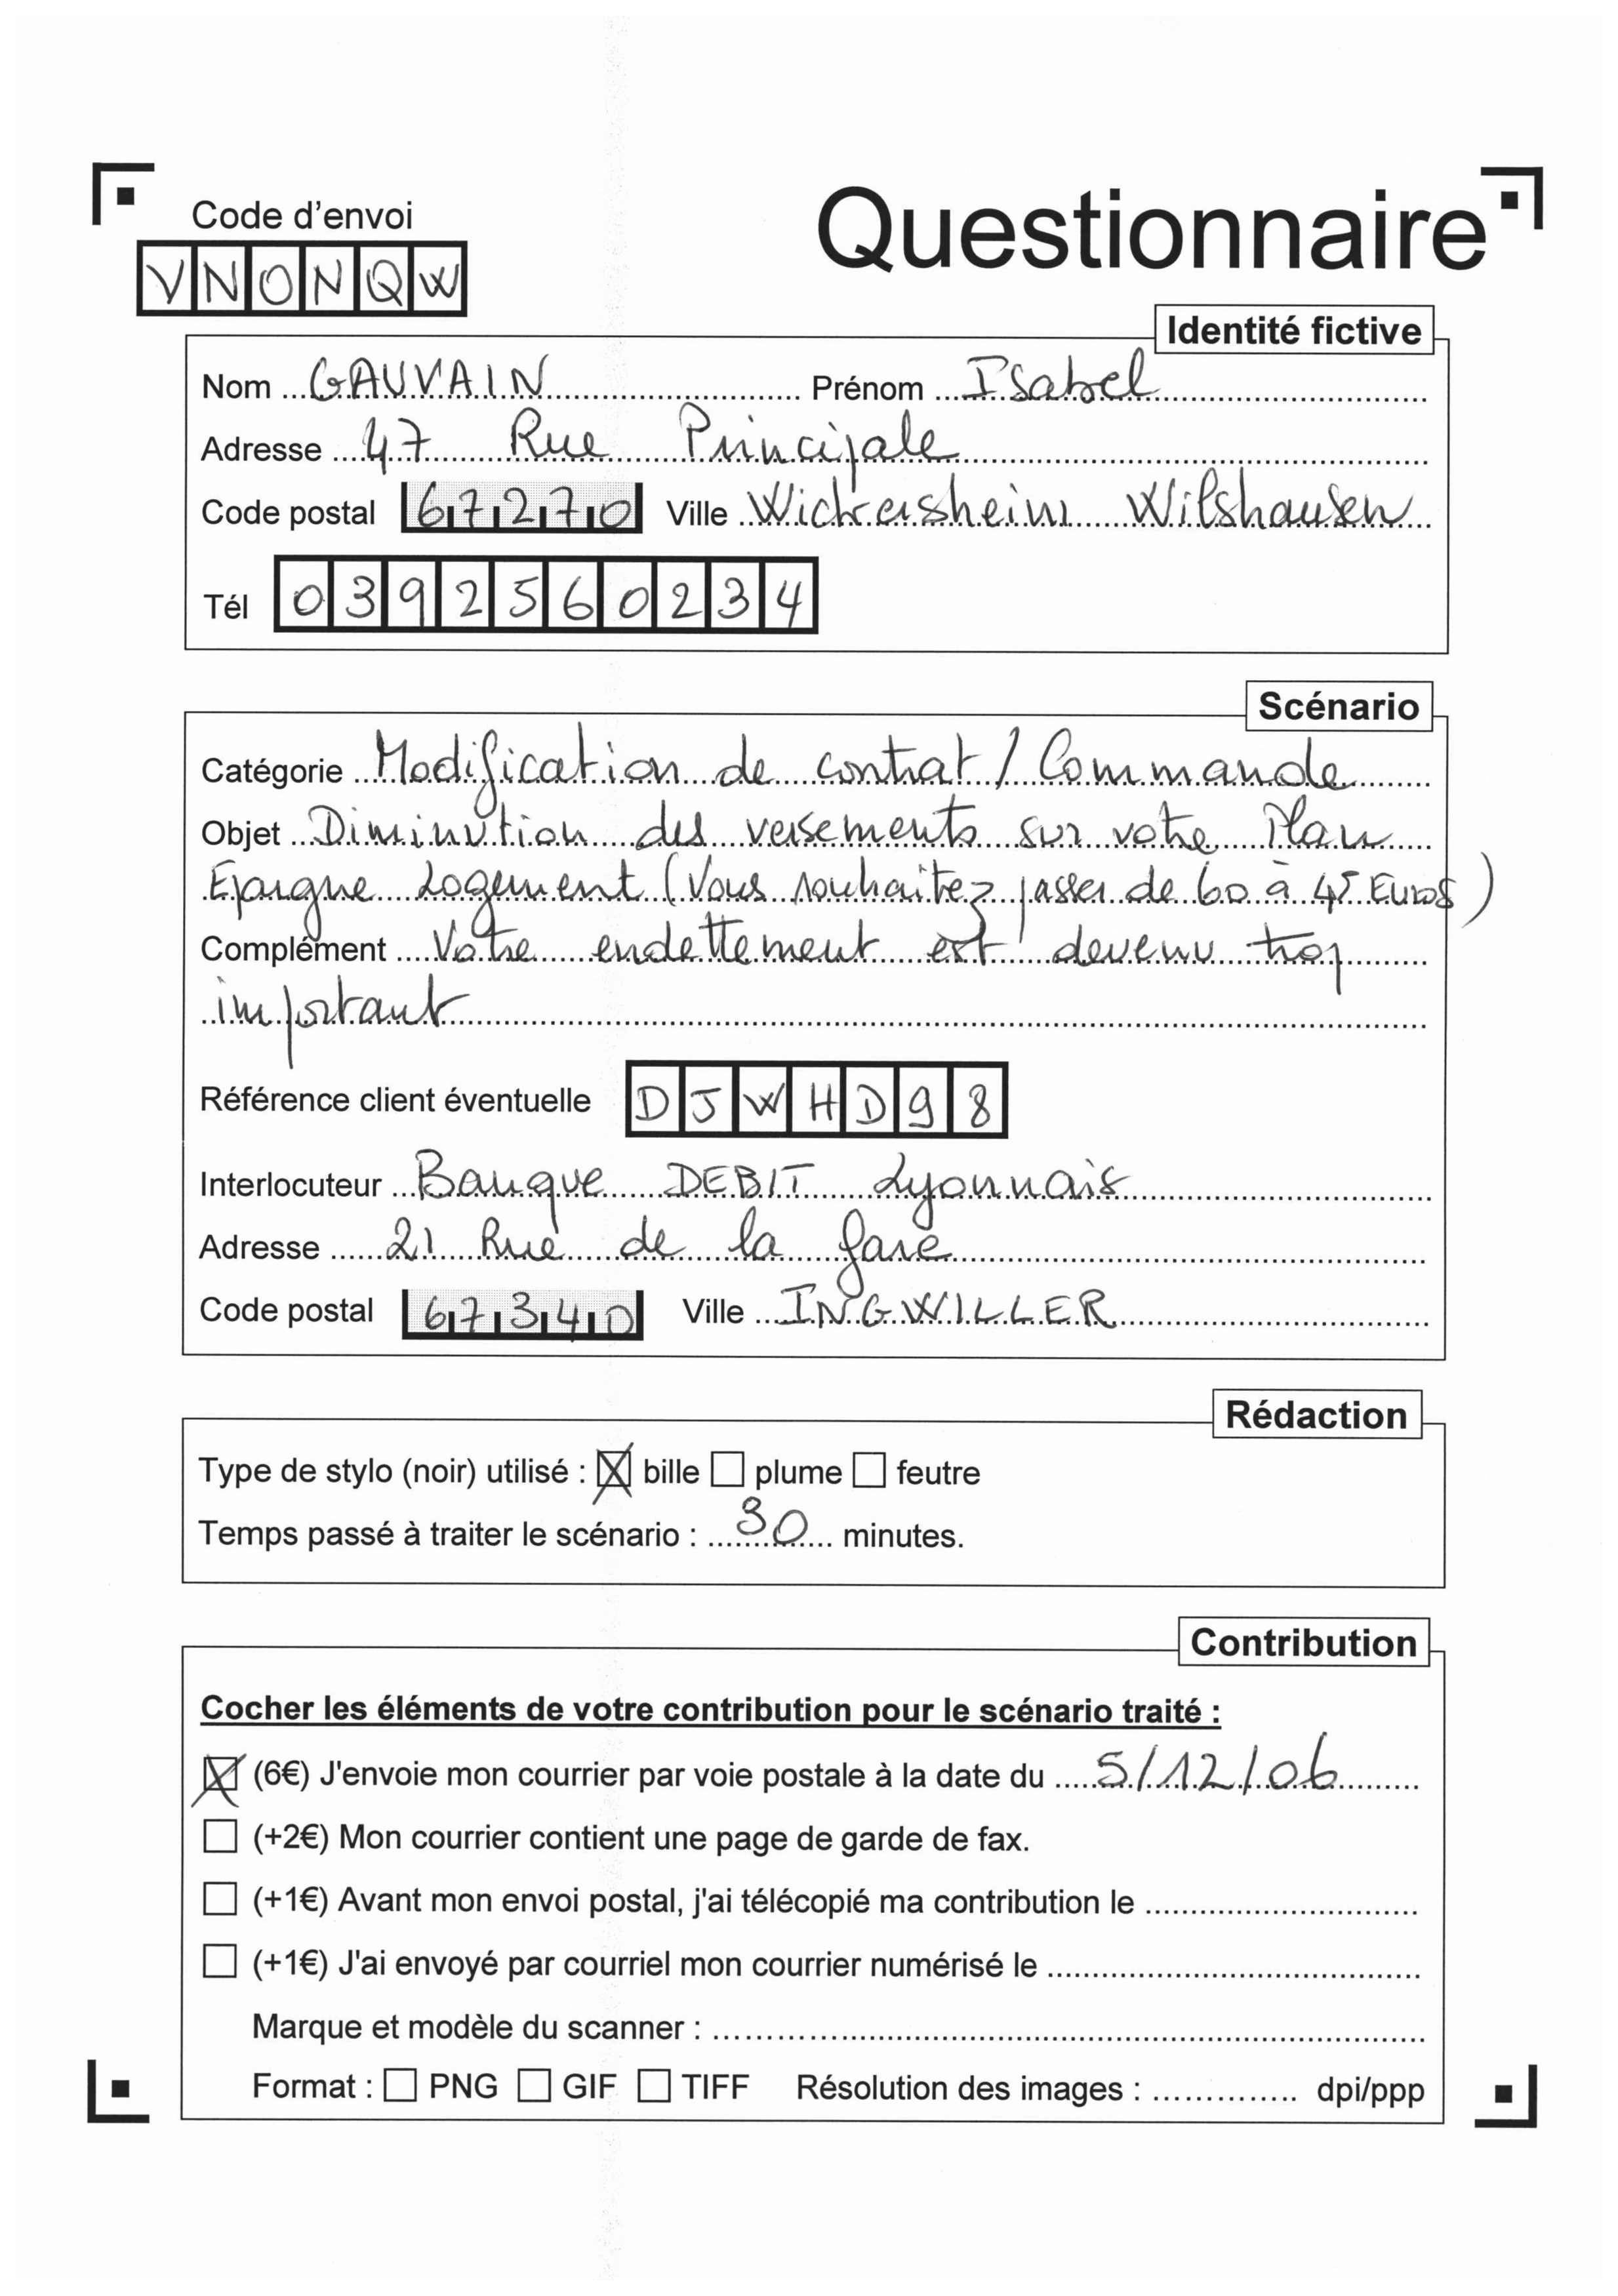 Code d'envoi
Questionnaire
VNONQW
Identité fictive
Nom GAUVAIN Prénom Isabel
Adresse 47 Rue Principale
Code postal 67270 Ville Wickersheim Wilshausen
Tél 0392560234
Scénario
Catégorie Modification de contrat / Commande
Objet Diminution des versements sur votre Plan
Epargne Logement (Vous souhaitez passer de 60 à 45 Euros)
Complément Votre endettement est devenu trop
important
Référence client éventuelle DJWHD98
Interlocuteur Banque DEBIT Lyonnais
Adresse 21 Rue de la gare
Code postal 67340 Ville INGWILLER
Rédaction
Type de stylo (noir) utilisé : bille plume feutre
Temps passé à traiter le scénario : 30 minutes.
Contribution
Cocher les éléments de votre contribution pour le scénario traité :
(6€) J'envoie mon courrier par voie postale à la date du 5/12/06
(+2€) Mon courrier contient une page de garde de fax.
(+1€) Avant mon envoi postal, j'ai télécopié ma contribution le
(+1€) J'ai envoyé par courriel mon courrier numérisé le
Marque et modèle du scanner :
Format : PNG GIF TIFF Résolution des images : dpi/ppp